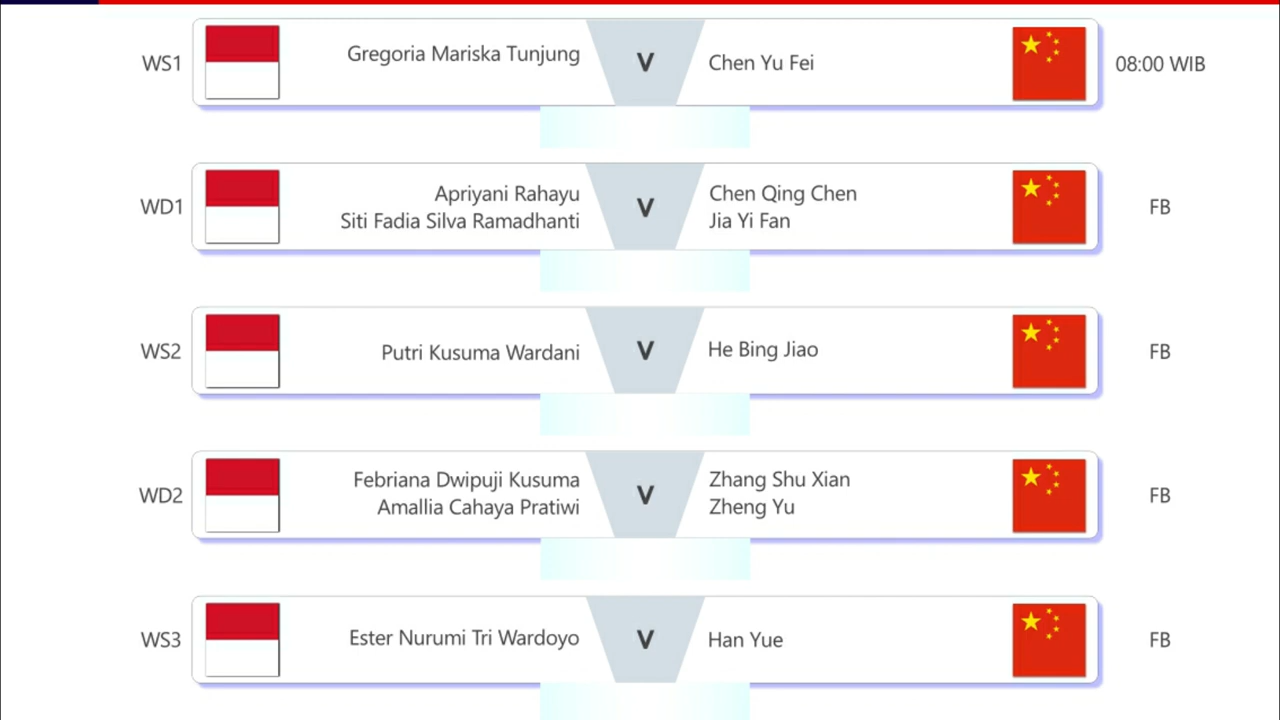 WS1
Gregoria Mariska Tunjung
V
Chen Yu Fei
08:00 WIB
WD1
Apriyani Rahayu
Siti Fadia Silva Ramadhanti
V
Chen Qing Chen
Jia Yi Fan
FB
WS2
Putri Kusuma Wardani
V
He Bing Jiao
FB
WD2
Febriana Dwipuji Kusuma
Amallia Cahaya Pratiwi
V
Zhang Shu Xian
Zheng Yu
FB
WS3
Ester Nurumi Tri Wardoyo
V
Han Yue
FB